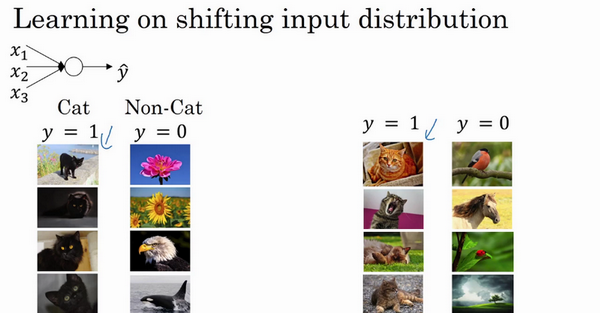 Learning on shifting input distribution
x₁
x₂ ŷ
x₃
Cat Non-Cat
y = 1 y = 0
y = 1 y = 0